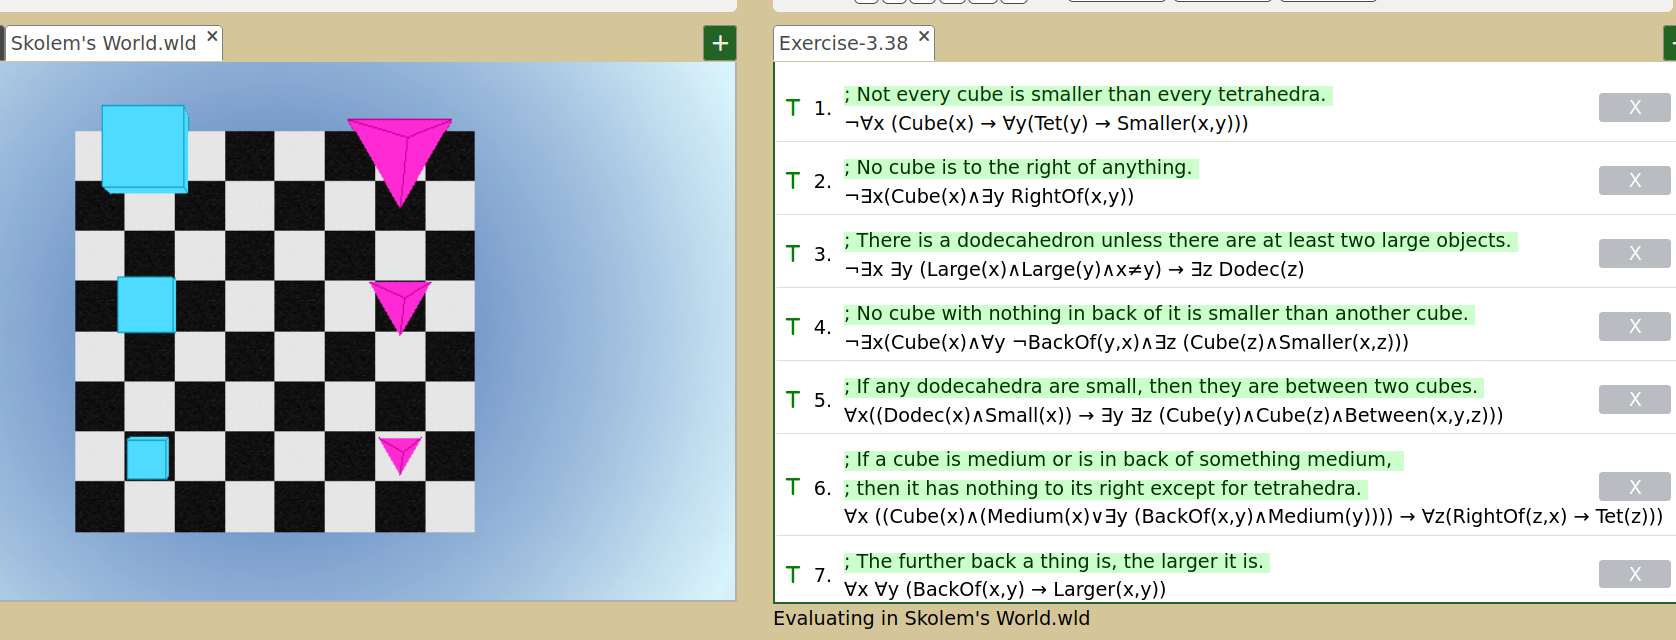 Skolem's World.wld ×
+
Exercise-3.38 ×
T 1. ; Not every cube is smaller than every tetrahedra.
¬∀x (Cube(x) → ∀y(Tet(y) → Smaller(x,y)))
X
T 2. ; No cube is to the right of anything.
¬∃x(Cube(x)∧∃y RightOf(x,y))
X
T 3. ; There is a dodecahedron unless there are at least two large objects.
¬∃x ∃y (Large(x)∧Large(y)∧x≠y) → ∃z Dodec(z)
X
T 4. ; No cube with nothing in back of it is smaller than another cube.
¬∃x(Cube(x)∧∀y ¬BackOf(y,x)∧∃z (Cube(z)∧Smaller(x,z)))
X
T 5. ; If any dodecahedra are small, then they are between two cubes.
∀x((Dodec(x)∧Small(x)) → ∃y ∃z (Cube(y)∧Cube(z)∧Between(x,y,z)))
X
T 6. ; If a cube is medium or is in back of something medium,
; then it has nothing to its right except for tetrahedra.
∀x ((Cube(x)∧(Medium(x)∨∃y (BackOf(x,y)∧Medium(y)))) → ∀z(RightOf(z,x) → Tet(z)))
X
T 7. ; The further back a thing is, the larger it is.
∀x ∀y (BackOf(x,y) → Larger(x,y))
X
Evaluating in Skolem's World.wld